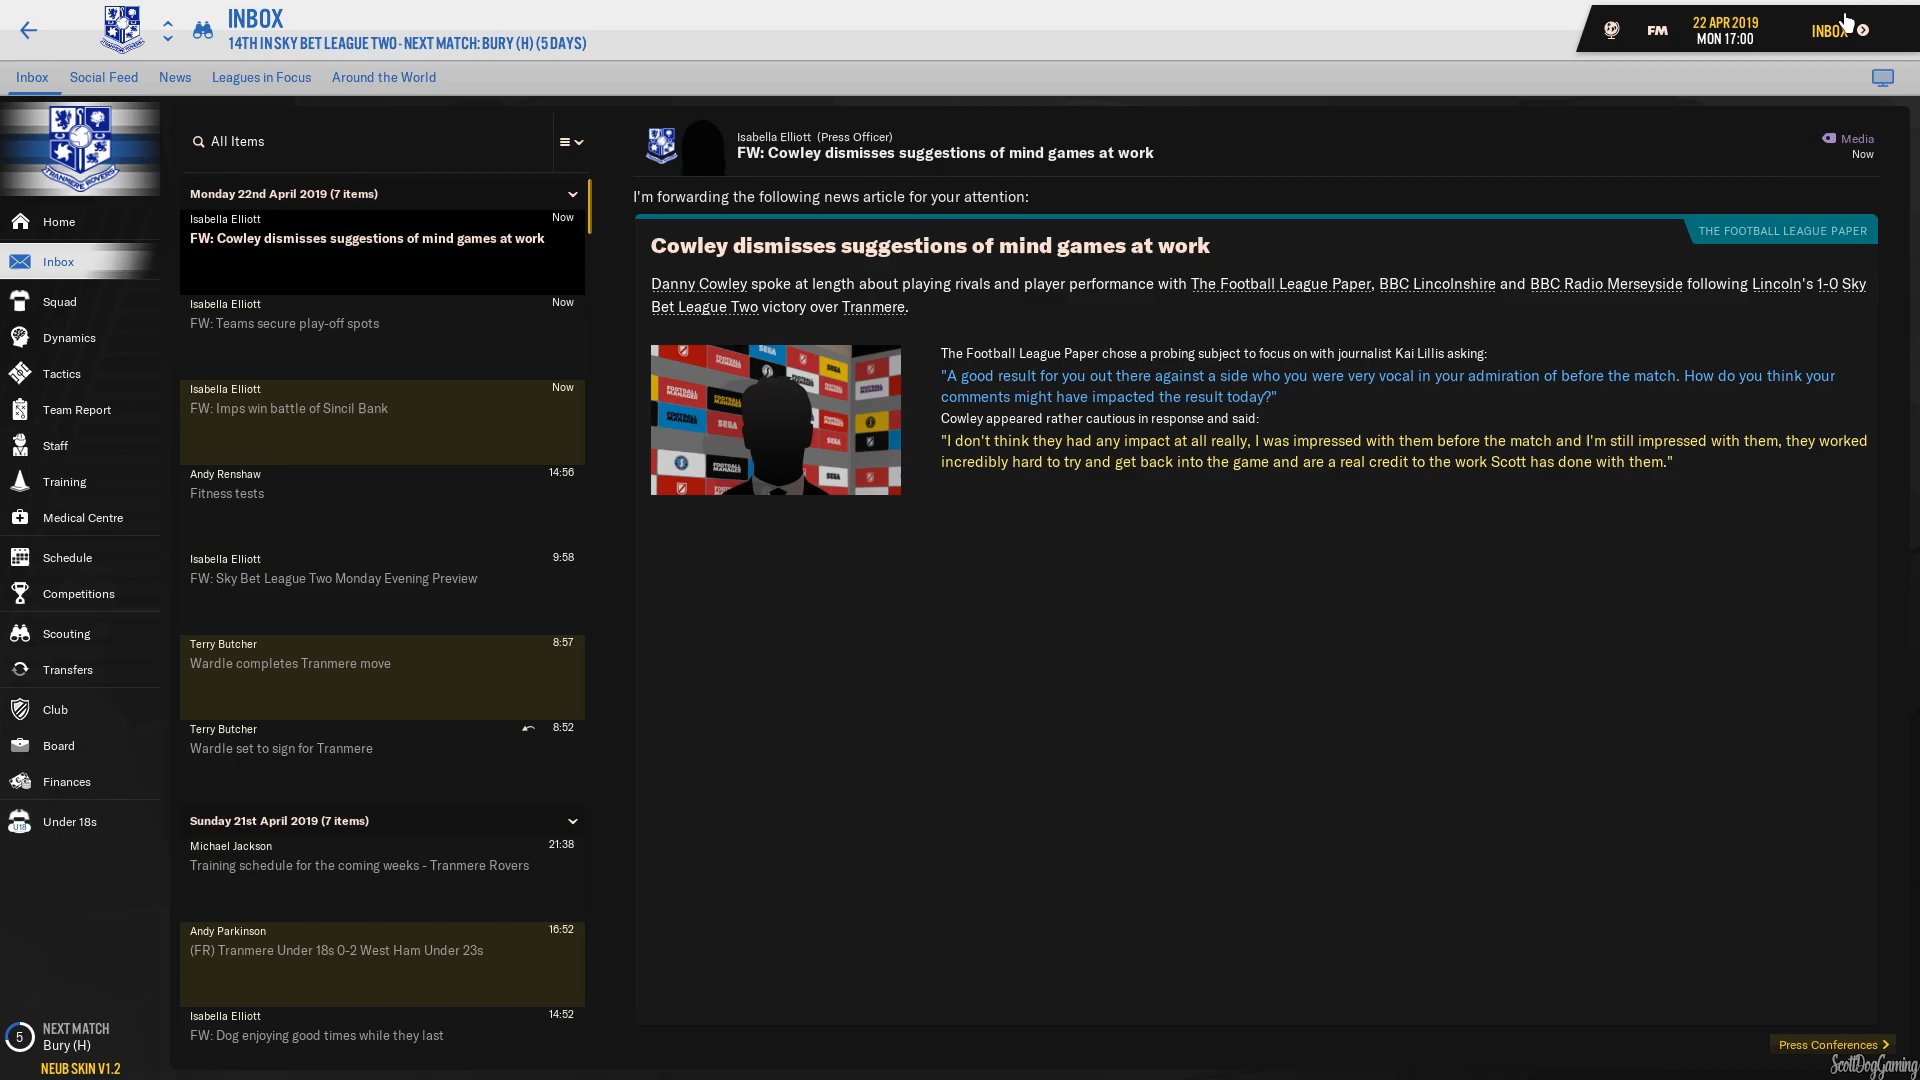 INBOX
14TH IN SKY BET LEAGUE TWO - NEXT MATCH: BURY (H) (5 DAYS)
FM
22 APR 2019
MON 17:00
INBOX
Inbox
Social Feed
News
Leagues in Focus
Around the World
TRANMERE ROVERS
Home
Inbox
Squad
Dynamics
Tactics
Team Report
Staff
Training
Medical Centre
Schedule
Competitions
Scouting
Transfers
Club
Board
Finances
U18
Under 18s
5
NEXT MATCH
Bury (H)
NEUB SKIN V1.2
All Items
Monday 22nd April 2019 (7 items)
Isabella Elliott Now
FW: Cowley dismisses suggestions of mind games at work
Isabella Elliott Now
FW: Teams secure play-off spots
Isabella Elliott Now
FW: Imps win battle of Sincil Bank
Andy Renshaw 14:56
Fitness tests
Isabella Elliott 9:58
FW: Sky Bet League Two Monday Evening Preview
Terry Butcher 8:57
Wardle completes Tranmere move
Terry Butcher 8:52
Wardle set to sign for Tranmere
Sunday 21st April 2019 (7 items)
Michael Jackson 21:38
Training schedule for the coming weeks - Tranmere Rovers
Andy Parkinson 16:52
(FR) Tranmere Under 18s 0-2 West Ham Under 23s
Isabella Elliott 14:52
FW: Dog enjoying good times while they last
Isabella Elliott (Press Officer)
FW: Cowley dismisses suggestions of mind games at work
Media
Now
I'm forwarding the following news article for your attention:
THE FOOTBALL LEAGUE PAPER
Cowley dismisses suggestions of mind games at work
Danny Cowley spoke at length about playing rivals and player performance with The Football League Paper, BBC Lincolnshire and BBC Radio Merseyside following Lincoln's 1-0 Sky
Bet League Two victory over Tranmere.
The Football League Paper chose a probing subject to focus on with journalist Kai Lillis asking:
"A good result for you out there against a side who you were very vocal in your admiration of before the match. How do you think your
comments might have impacted the result today?"
Cowley appeared rather cautious in response and said:
"I don't think they had any impact at all really, I was impressed with them before the match and I'm still impressed with them, they worked
incredibly hard to try and get back into the game and are a real credit to the work Scott has done with them."
Press Conferences
ScottDogGaming